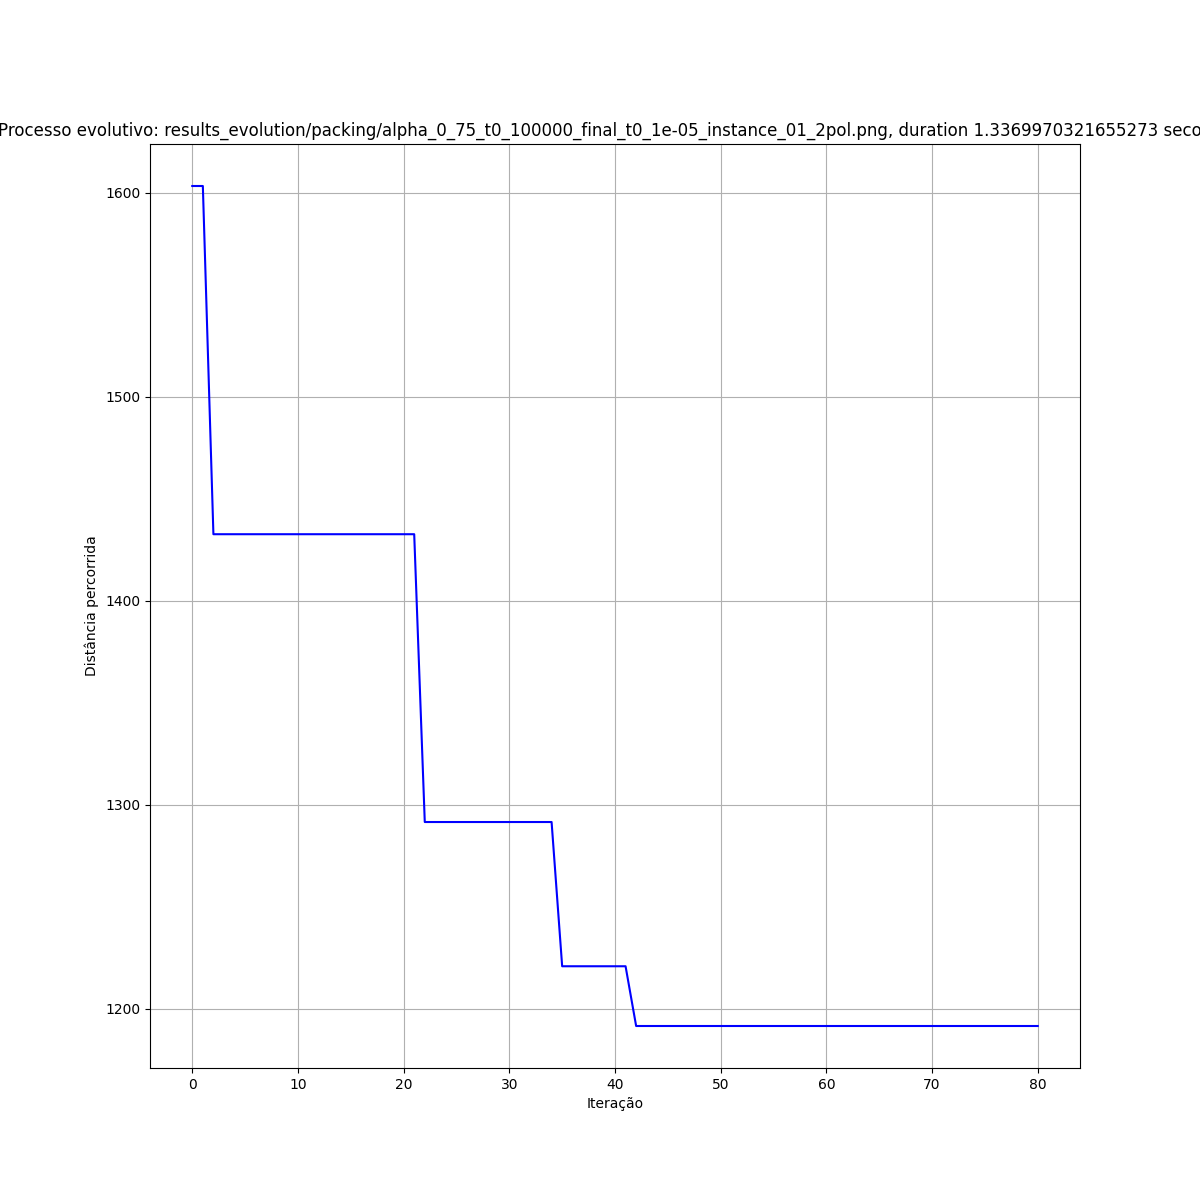 Processo evolutivo: results_evolution/packing/alpha_0_75_t0_100000_final_t0_1e-05_instance_01_2pol.png, duration 1.3369970321655273 seco
1600
1500
1400
1300
1200
Distância percorrida
0 10 20 30 40 50 60 70 80
Iteração